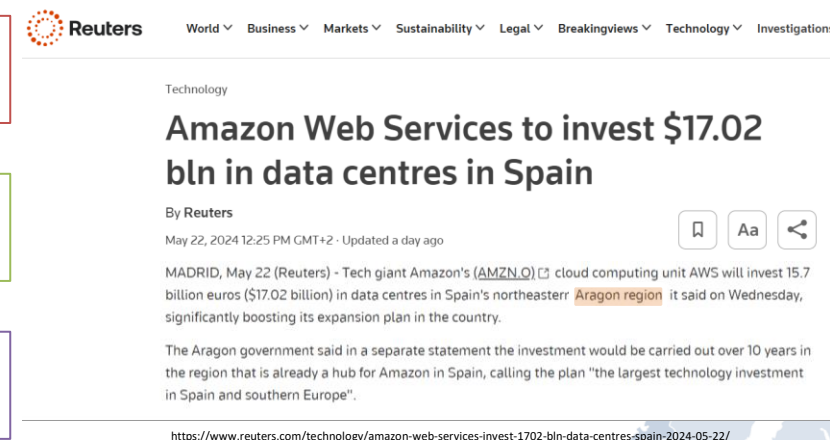 Reuters
World Business Markets Sustainability Legal Breakingviews Technology Investigations
Technology
Amazon Web Services to invest $17.02
bln in data centres in Spain
By Reuters
May 22, 2024 12:25 PM GMT+2 · Updated a day ago
Aa
MADRID, May 22 (Reuters) - Tech giant Amazon's (AMZN.O) cloud computing unit AWS will invest 15.7
billion euros ($17.02 billion) in data centres in Spain's northeasterr Aragon region it said on Wednesday,
significantly boosting its expansion plan in the country.
The Aragon government said in a separate statement the investment would be carried out over 10 years in
the region that is already a hub for Amazon in Spain, calling the plan "the largest technology investment
in Spain and southern Europe".
https://www.reuters.com/technology/amazon-web-services-invest-1702-bln-data-centres-spain-2024-05-22/